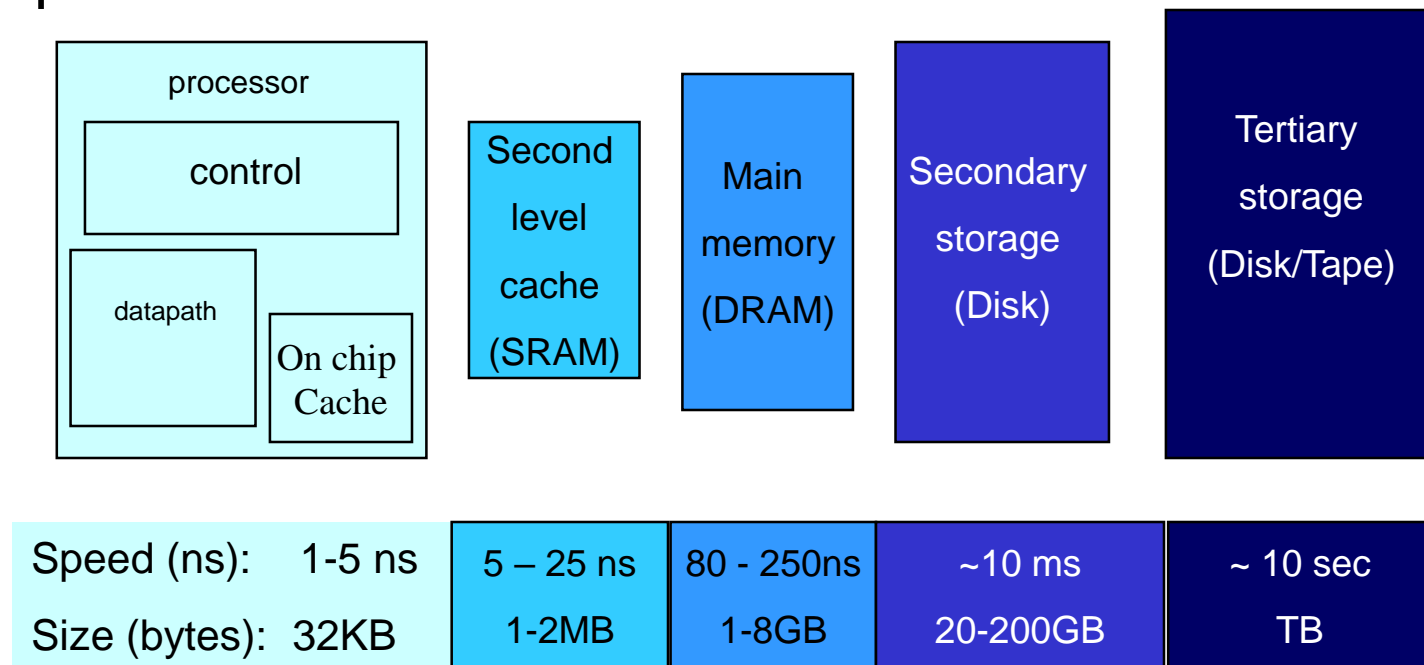 processor
control
datapath
On chip
Cache
Second
level
cache
(SRAM)
Main
memory
(DRAM)
Secondary
storage
(Disk)
Tertiary
storage
(Disk/Tape)
Speed (ns): 1-5 ns
5 – 25 ns
80 - 250ns
~10 ms
~ 10 sec
Size (bytes): 32KB
1-2MB
1-8GB
20-200GB
TB